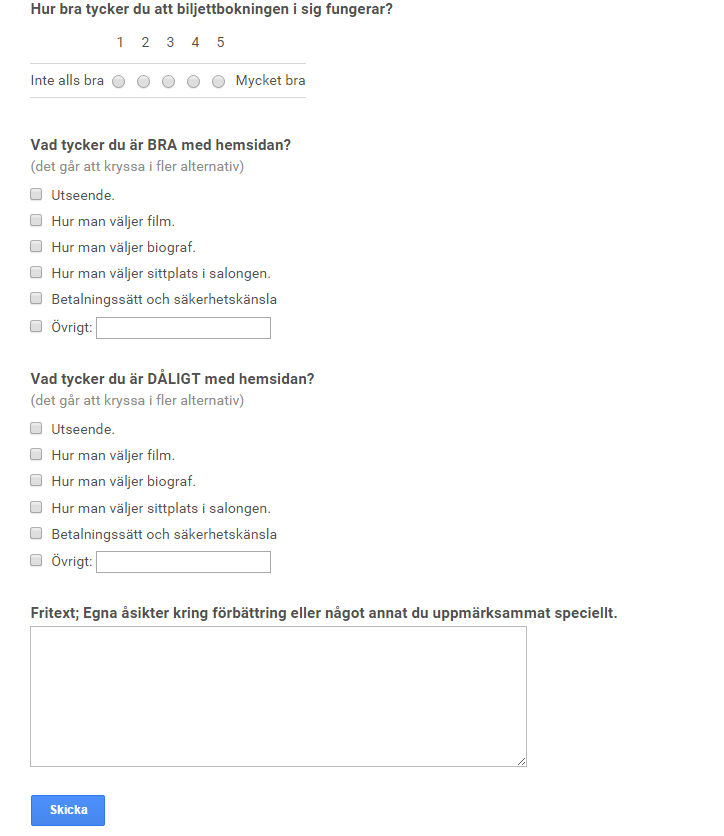 Hur bra tycker du att biljettbokningen i sig fungerar?
1 2 3 4 5
Inte alls bra Mycket bra
Vad tycker du är BRA med hemsidan?
(det går att kryssa i fler alternativ)
Utseende.
Hur man väljer film.
Hur man väljer biograf.
Hur man väljer sittplats i salongen.
Betalningssätt och säkerhetskänsla
Övrigt:
Vad tycker du är DÅLIGT med hemsidan?
(det går att kryssa i fler alternativ)
Utseende.
Hur man väljer film.
Hur man väljer biograf.
Hur man väljer sittplats i salongen.
Betalningssätt och säkerhetskänsla
Övrigt:
Fritext; Egna åsikter kring förbättring eller något annat du uppmärksammat speciellt.
Skicka